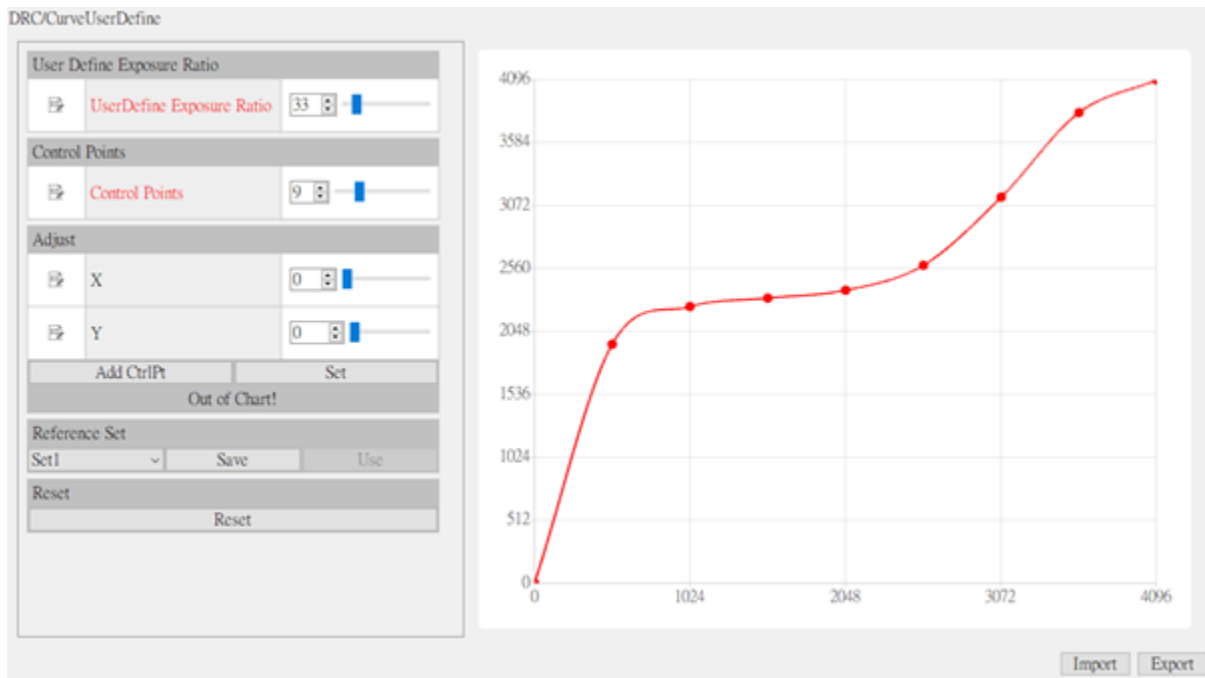 DRC/CurveUserDefine
User Define Exposure Ratio
UserDefine Exposure Ratio 33
Control Points
Control Points 9
Adjust
X 0
Y 0
Add CtrlPt Set
Out of Chart!
Reference Set
Set1 Save Use
Reset
Reset
4096
3584
3072
2560
2048
1536
1024
512
0
0 1024 2048 3072 4096
Import Export